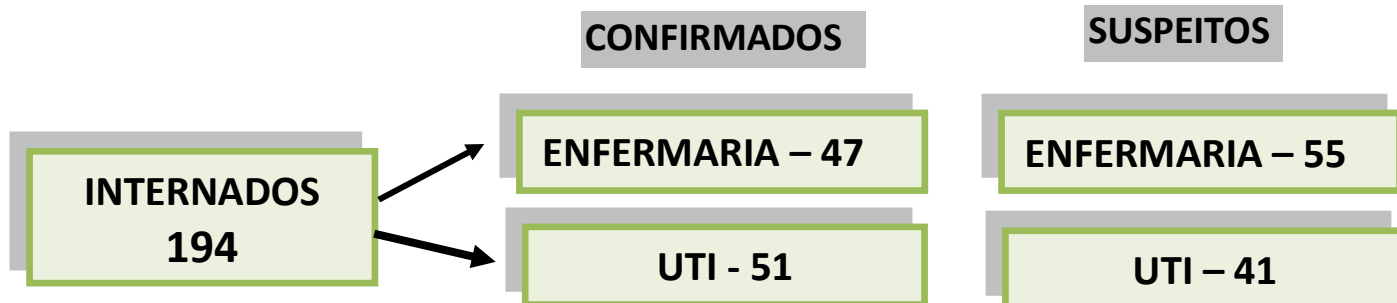 CONFIRMADOS
SUSPEITOS
INTERNADOS
194
ENFERMARIA – 47
ENFERMARIA – 55
UTI - 51
UTI – 41